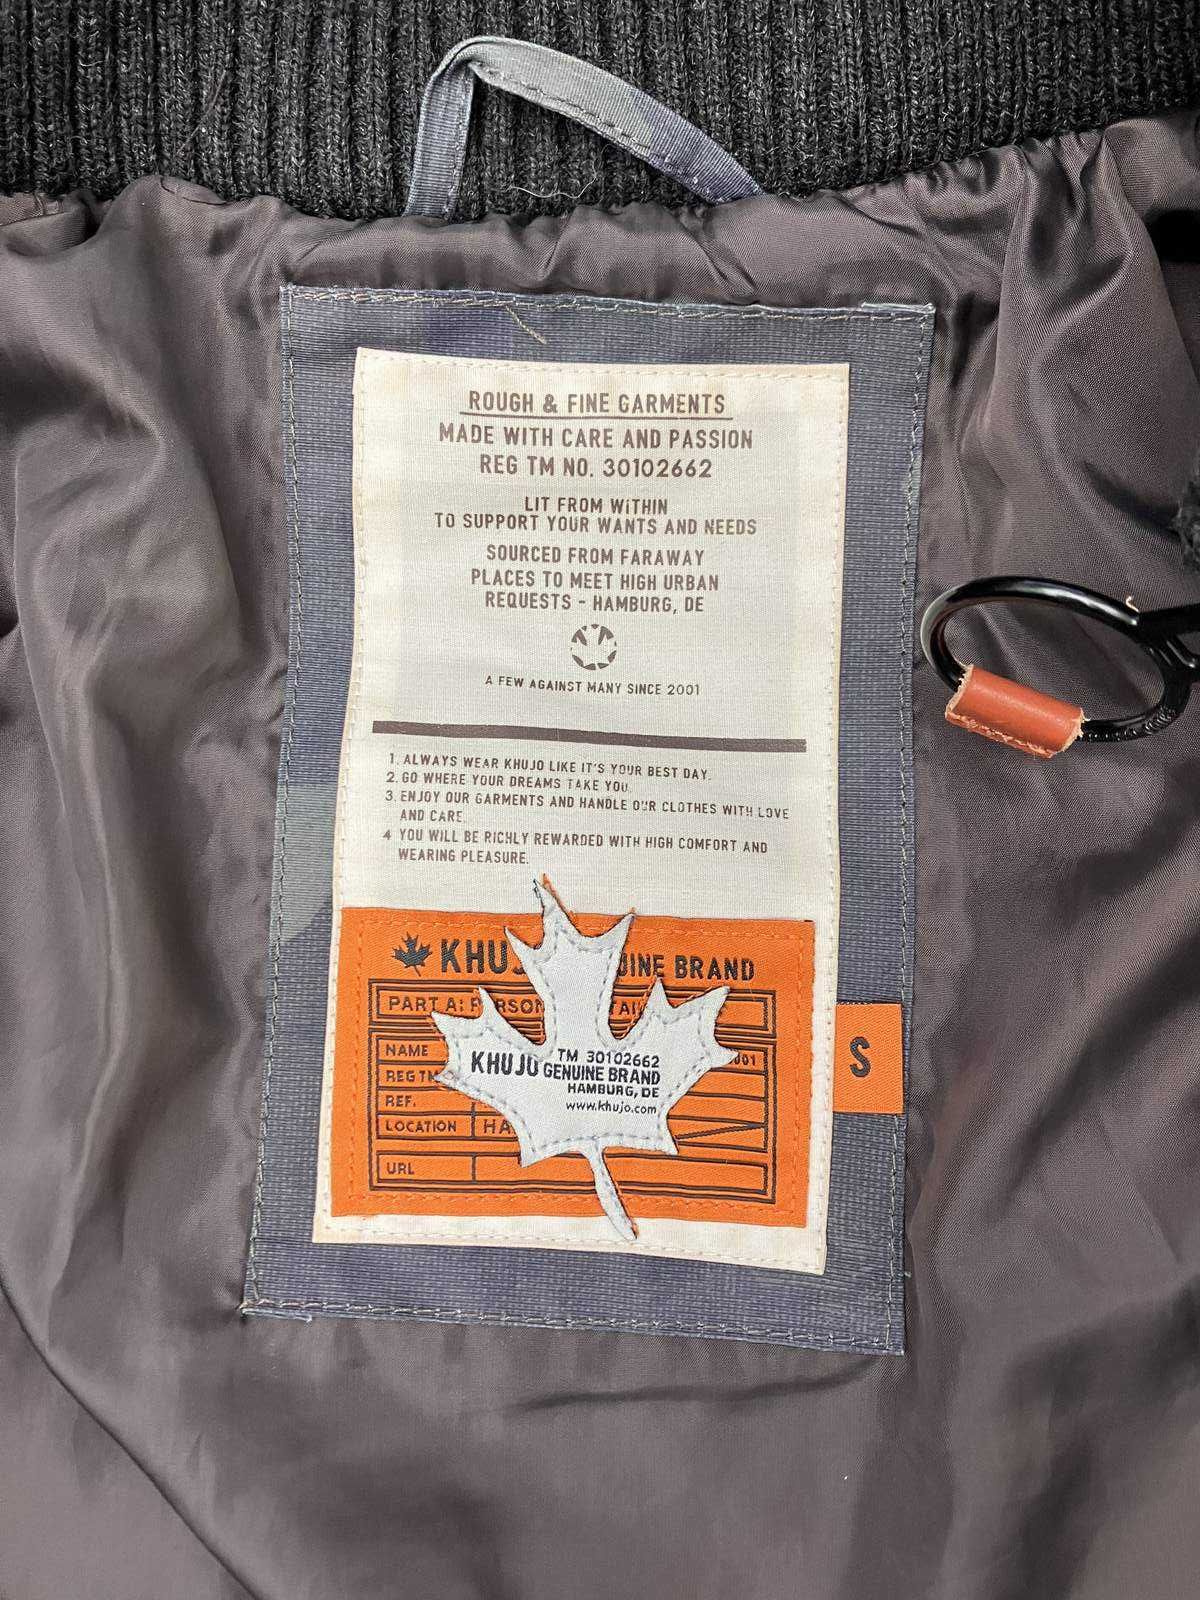 ROUGH & FINE GARMENTS
MADE WITH CARE AND PASSION
REG TM NO. 30102662
LIT FROM WiTHIN
TO SUPPORT YOUR WANTS AND NEEDS
SOURCED FROM FARAWAY
PLACES TO MEET HIGH URBAN
REQUESTS - HAMBURG, DE
A FEW AGAINST MANY SINCE 2001
1. ALWAYS WEAR KHUJO LIKE IT'S YOUR BEST DAY.
2. GO WHERE YOUR DREAMS TAKE YOU.
3. ENJOY OUR GARMENTS AND HANDLE OUR CLOTHES WITH LOVE
AND CARE.
4 YOU WILL BE RICHLY REWARDED WITH HIGH COMFORT AND
WEARING PLEASURE.
BRAND
PART A:
NAME
REF.
LOCATION
URL
KHUJO
TM 30102662
GENUINE BRAND
HAMBURG, DE
www.khujo.com
S